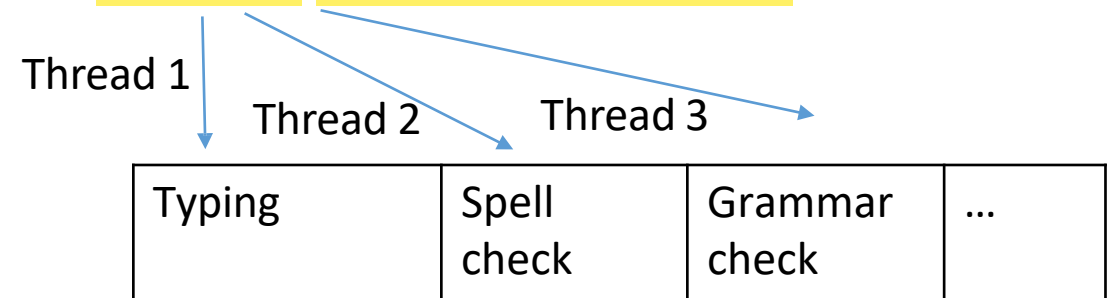 Thread 1
Thread 2
Thread 3
Typing
Spell
check
Grammar
check
...